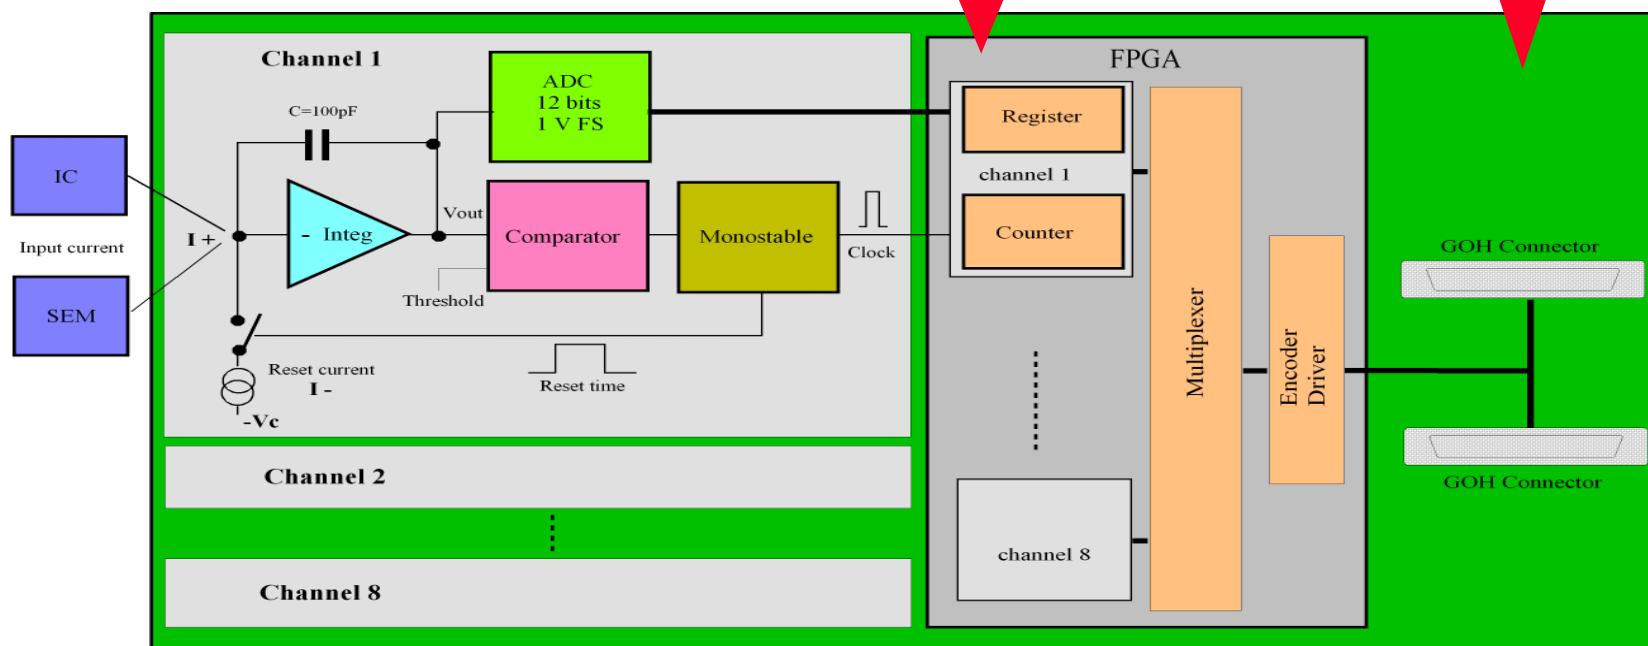 Channel 1
C=100pF
ADC
12 bits
1 V FS
FPGA
Register
channel 1
Counter
IC
I +
Input current
SEM
- Integ
Vout
Comparator
Threshold
Monostable
Clock
Reset current
I -
-Vc
Reset time
Multiplexer
Encoder
Driver
GOH Connector
GOH Connector
Channel 2
channel 8
Channel 8